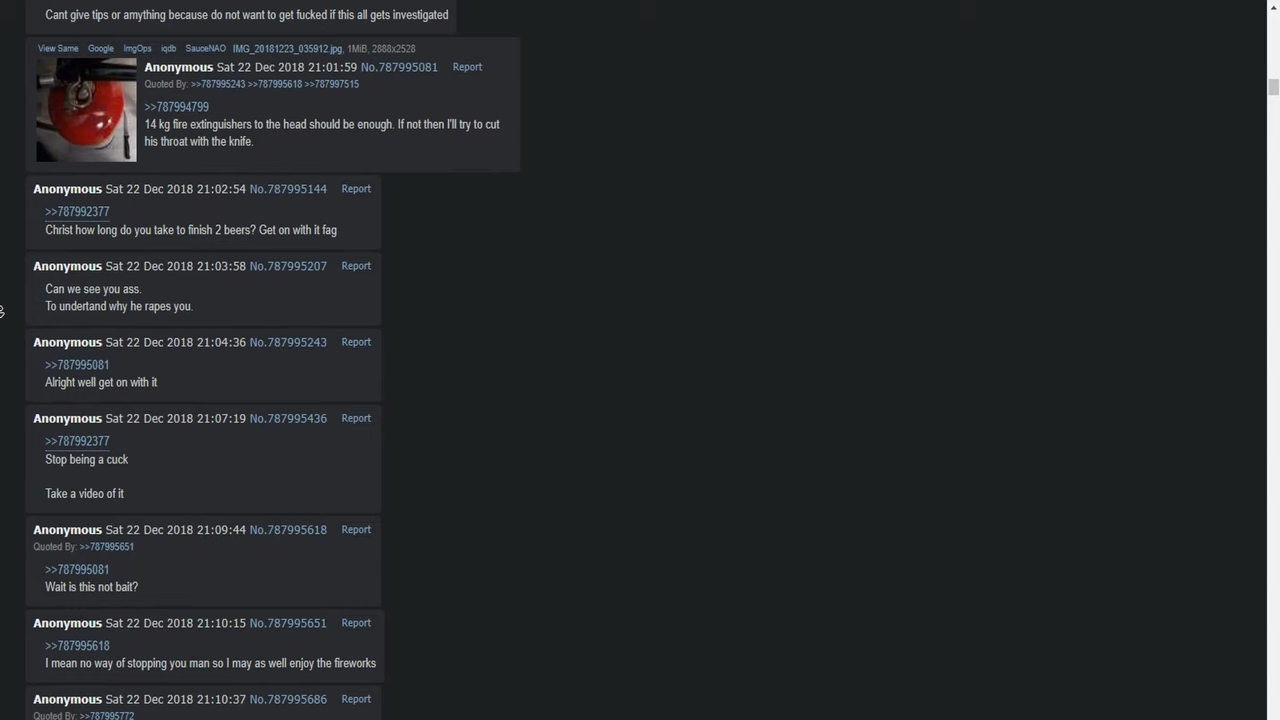 Cant give tips or amything because do not want to get fucked if this all gets investigated
View Same Google ImgOps iqdb SauceNAO IMG_20181223_035912.jpg, 1MiB, 2888x2528
Anonymous Sat 22 Dec 2018 21:01:59 No.787995081 Report
Quoted By: >>787995243 >>787995618 >>787997515
>>787994799
14 kg fire extinguishers to the head should be enough. If not then I'll try to cut
his throat with the knife.
Anonymous Sat 22 Dec 2018 21:02:54 No.787995144 Report
>>787992377
Christ how long do you take to finish 2 beers? Get on with it fag
Anonymous Sat 22 Dec 2018 21:03:58 No.787995207 Report
Can we see you ass.
To undertand why he rapes you.
Anonymous Sat 22 Dec 2018 21:04:36 No.787995243 Report
>>787995081
Alright well get on with it
Anonymous Sat 22 Dec 2018 21:07:19 No.787995436 Report
>>787992377
Stop being a cuck
Take a video of it
Anonymous Sat 22 Dec 2018 21:09:44 No.787995618 Report
Quoted By: >>787995651
>>787995081
Wait is this not bait?
Anonymous Sat 22 Dec 2018 21:10:15 No.787995651 Report
>>787995618
I mean no way of stopping you man so I may as well enjoy the fireworks
Anonymous Sat 22 Dec 2018 21:10:37 No.787995686 Report
Quoted By: >>787995772